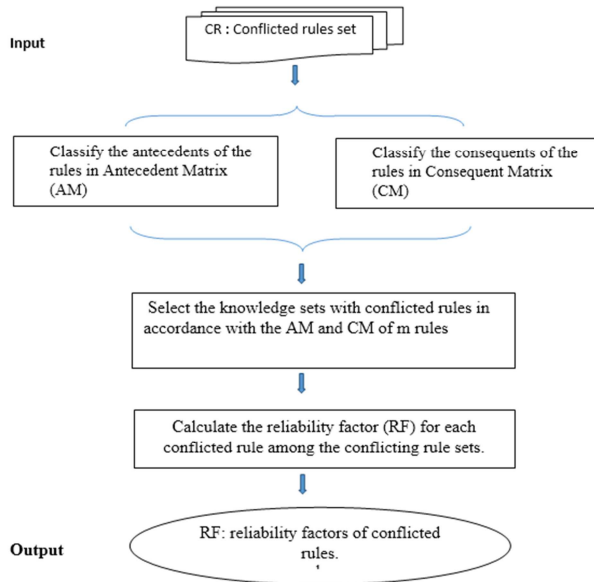 CR : Conflicted rules set
Input
Classify the antecedents of the
rules in Antecedent Matrix
(AM)
Classify the consequents of the
rules in Consequent Matrix
(CM)
Select the knowledge sets with conflicted rules in
accordance with the AM and CM of m rules
Calculate the reliability factor (RF) for each
conflicted rule among the conflicting rule sets.
RF: reliability factors of conflicted
rules.
Output